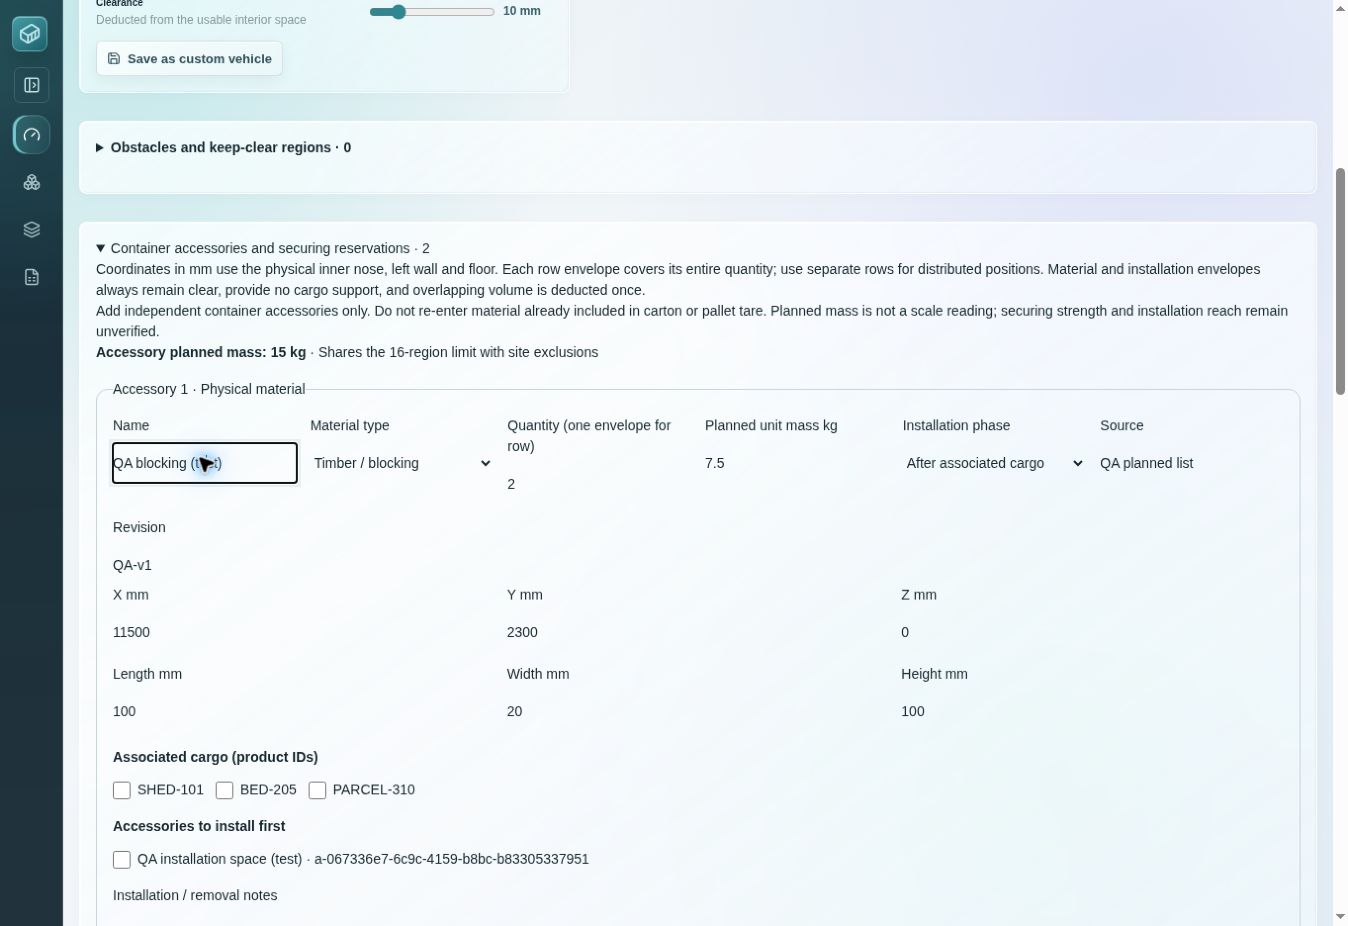 Clearance
Deducted from the usable interior space
10 mm
Save as custom vehicle
Obstacles and keep-clear regions · 0
Container accessories and securing reservations · 2
Coordinates in mm use the physical inner nose, left wall and floor. Each row envelope covers its entire quantity; use separate rows for distributed positions. Material and installation envelopes
always remain clear, provide no cargo support, and overlapping volume is deducted once.
Add independent container accessories only. Do not re-enter material already included in carton or pallet tare. Planned mass is not a scale reading; securing strength and installation reach remain
unverified.
Accessory planned mass: 15 kg · Shares the 16-region limit with site exclusions
Accessory 1 · Physical material
Name
QA blocking (test)
Material type
Timber / blocking
Quantity (one envelope for
row)
2
Planned unit mass kg
7.5
Installation phase
After associated cargo
Source
QA planned list
Revision
QA-v1
X mm
11500
Y mm
2300
Z mm
0
Length mm
100
Width mm
20
Height mm
100
Associated cargo (product IDs)
SHED-101 BED-205 PARCEL-310
Accessories to install first
QA installation space (test) · a-067336e7-6c9c-4159-b8bc-b83305337951
Installation / removal notes